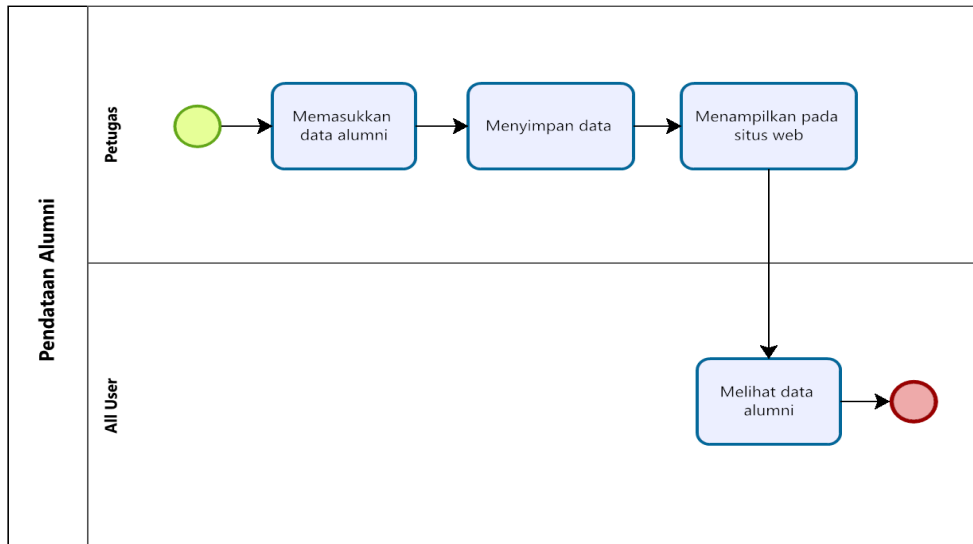 Pendataan Alumni
Petugas
Memasukkan
data alumni
Menyimpan data
Menampilkan pada
situs web
All User
Melihat data
alumni